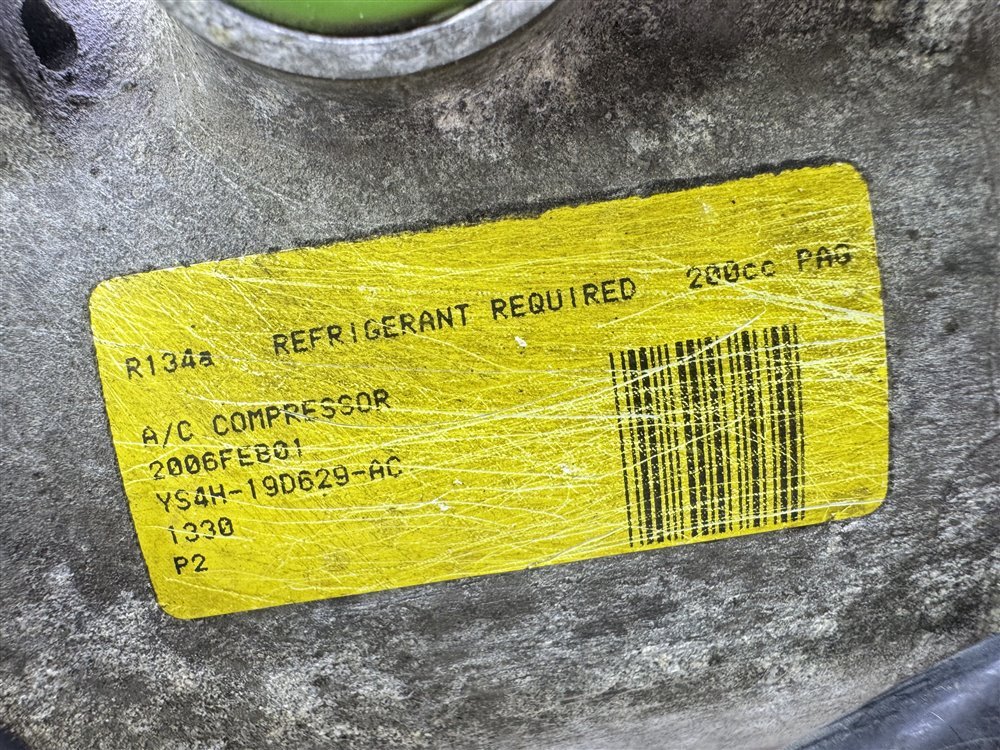 R134a REFRIGERANT REQUIRED 200cc PAG
A/C COMPRESSOR
2006FEB01
YS4H-19D629-AC
1330
P2